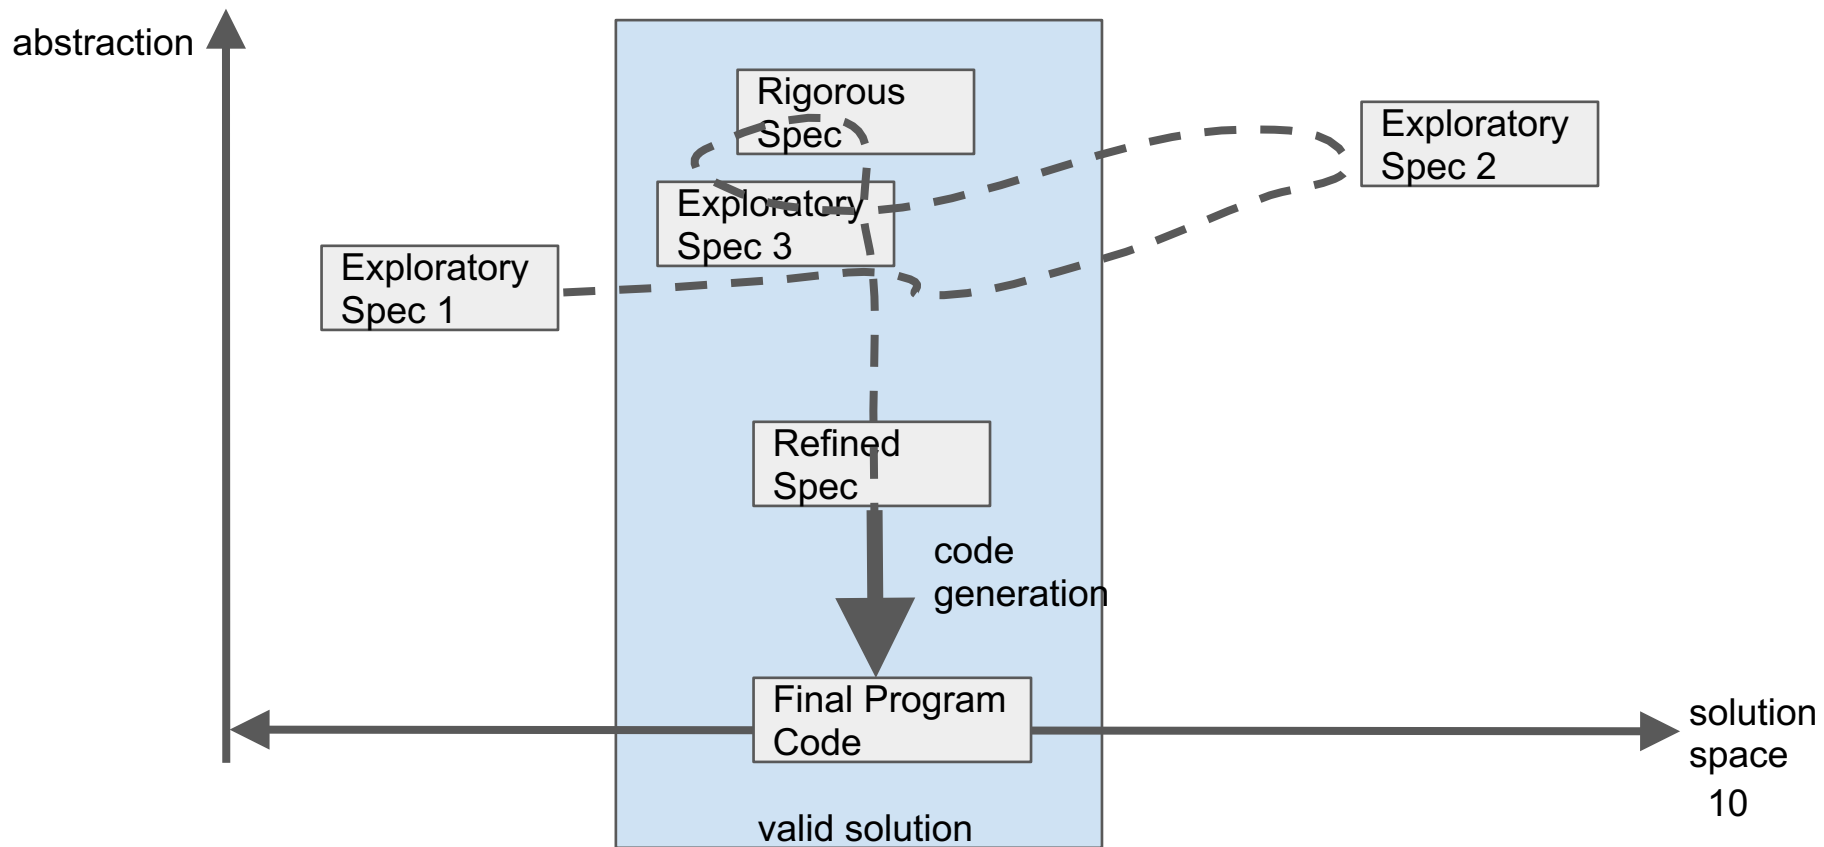 abstraction
Rigorous
Spec
Exploratory
Spec 2
Exploratory
Spec 3
Exploratory
Spec 1
Refined
Spec
code
generation
Final Program
Code
solution
space
10
valid solution